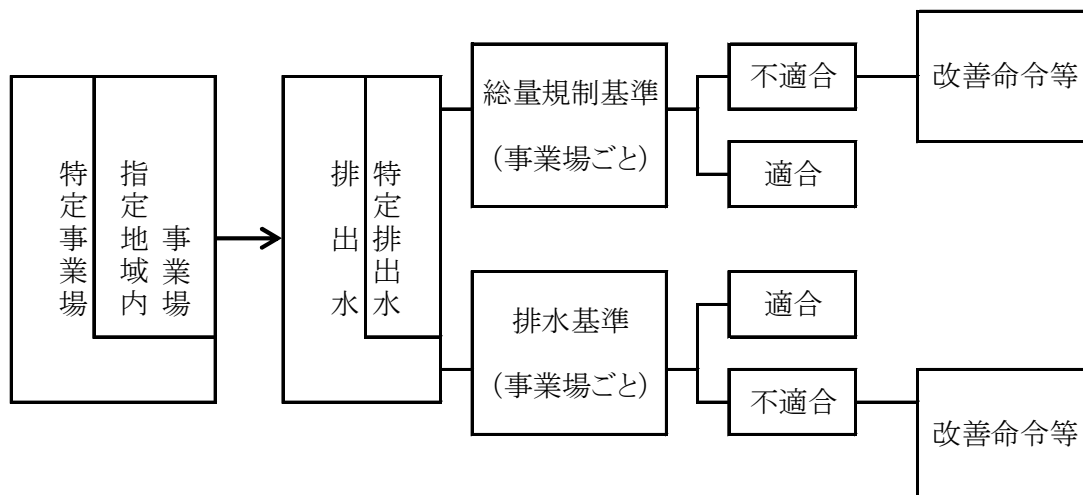 特定事業場
指定地域内
事業場
排出水
特定排出水
総量規制基準
(事業場ごと)
不適合
改善命令等
適合
排水基準
(事業場ごと)
適合
不適合
改善命令等